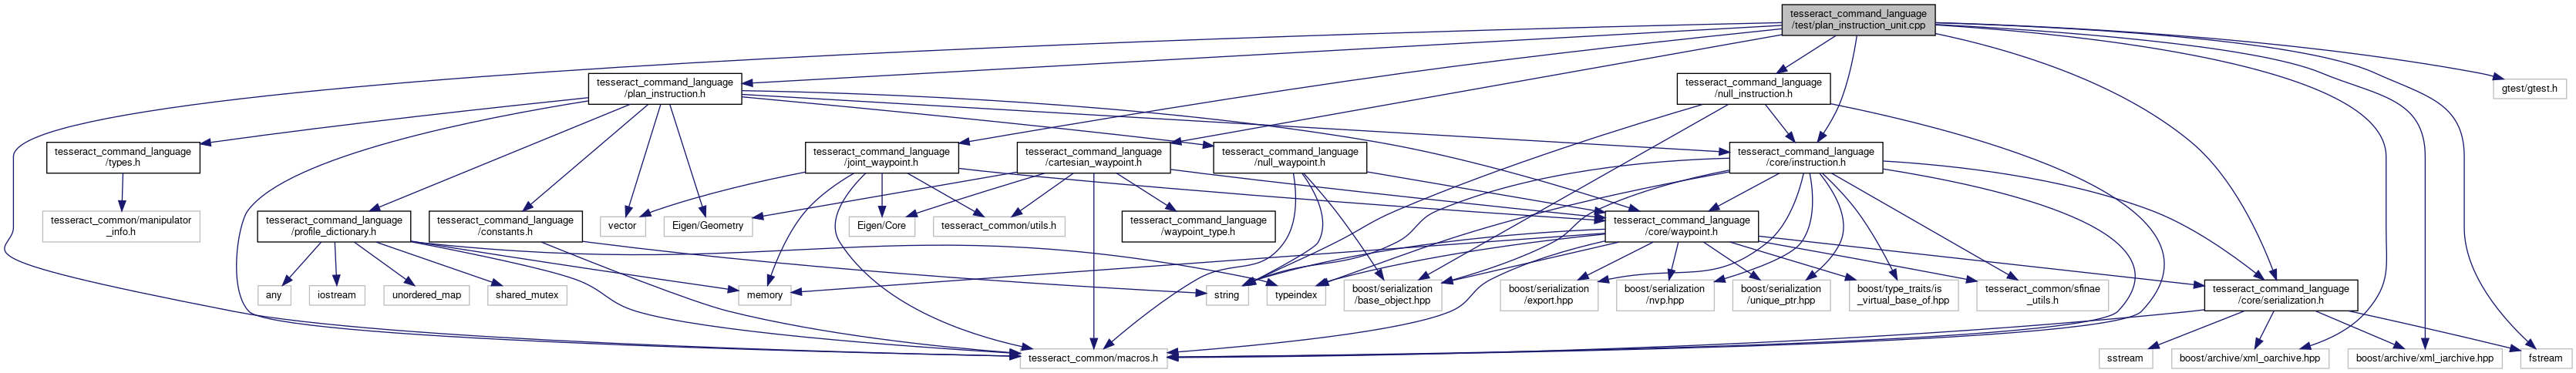 tesseract_command_language
/test/plan_instruction_unit.cpp
tesseract_command_language
/plan_instruction.h
tesseract_command_language
/null_instruction.h
gtest/gtest.h
tesseract_command_language
/types.h
tesseract_command_language
/joint_waypoint.h
tesseract_command_language
/cartesian_waypoint.h
tesseract_command_language
/null_waypoint.h
tesseract_command_language
/core/instruction.h
tesseract_common/manipulator
_info.h
tesseract_command_language
/profile_dictionary.h
tesseract_command_language
/constants.h
vector
Eigen/Geometry
Eigen/Core
tesseract_common/utils.h
tesseract_command_language
/waypoint_type.h
tesseract_command_language
/core/waypoint.h
any
iostream
unordered_map
shared_mutex
memory
string
typeindex
boost/serialization
/base_object.hpp
boost/serialization
/export.hpp
boost/serialization
/nvp.hpp
boost/serialization
/unique_ptr.hpp
boost/type_traits/is
_virtual_base_of.hpp
tesseract_common/sfinae
_utils.h
tesseract_command_language
/core/serialization.h
tesseract_common/macros.h
sstream
boost/archive/xml_oarchive.hpp
boost/archive/xml_iarchive.hpp
fstream